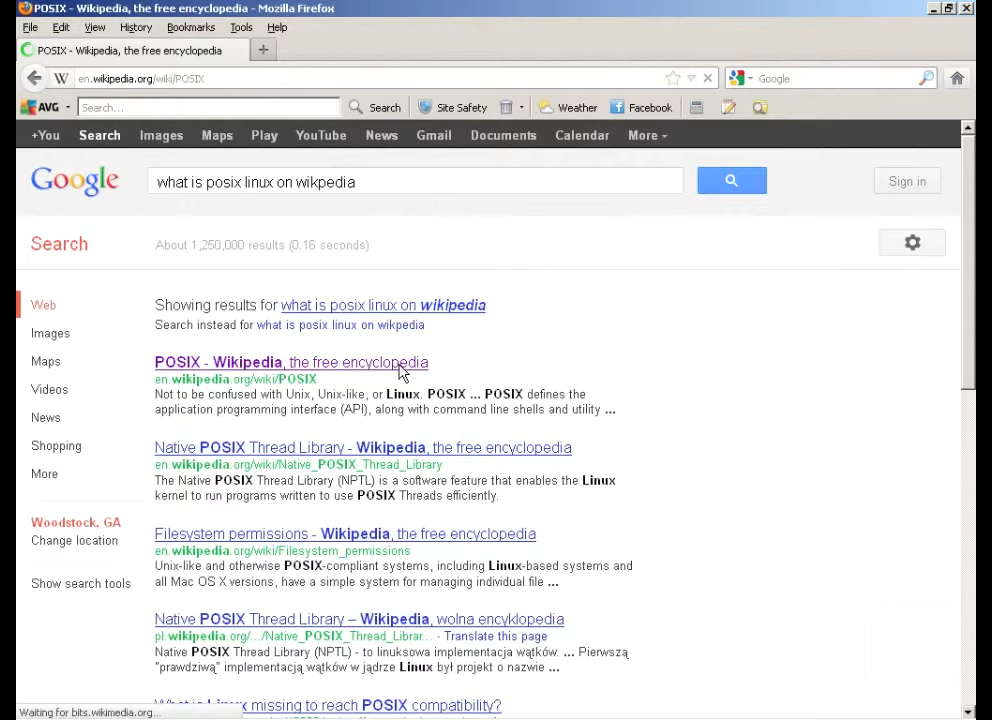 POSIX - Wikipedia, the free encyclopedia - Mozilla Firefox
File Edit View History Bookmarks Tools Help
POSIX - Wikipedia, the free encyclopedia +
W en.wikipedia.org/wiki/POSIX Google
AVG Search... Search Site Safety Weather Facebook
+You Search Images Maps Play YouTube News Gmail Documents Calendar More
Google what is posix linux on wikpedia Sign in
Search About 1,250,000 results (0.16 seconds)
Web
Images
Maps
Videos
News
Shopping
More
Woodstock, GA
Change location
Show search tools
Showing results for what is posix linux on wikipedia
Search instead for what is posix linux on wikpedia
POSIX - Wikipedia, the free encyclopedia
en.wikipedia.org/wiki/POSIX
Not to be confused with Unix, Unix-like, or Linux. POSIX ... POSIX defines the
application programming interface (API), along with command line shells and utility ...
Native POSIX Thread Library - Wikipedia, the free encyclopedia
en.wikipedia.org/wiki/Native_POSIX_Thread_Library
The Native POSIX Thread Library (NPTL) is a software feature that enables the Linux
kernel to run programs written to use POSIX Threads efficiently.
Filesystem permissions - Wikipedia, the free encyclopedia
en.wikipedia.org/wiki/Filesystem_permissions
Unix-like and otherwise POSIX-compliant systems, including Linux-based systems and
all Mac OS X versions, have a simple system for managing individual file ...
Native POSIX Thread Library – Wikipedia, wolna encyklopedia
pl.wikipedia.org/.../Native_POSIX_Thread_Librar... - Translate this page
Native POSIX Thread Library (NPTL) - to linuksowa implementacja wątków. ... Pierwszą
"prawdziwą" implementacją wątków w jądrze Linux był projekt o nazwie ...
What is Linux missing to reach POSIX compatibility?
Waiting for bits.wikimedia.org...